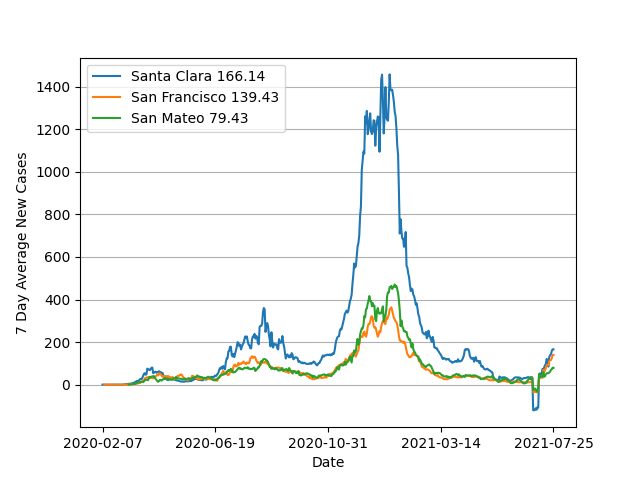 Santa Clara 166.14
San Francisco 139.43
San Mateo 79.43
1400
1200
1000
800
600
400
200
0
7 Day Average New Cases
2020-02-07 2020-06-19 2020-10-31 2021-03-14 2021-07-25
Date